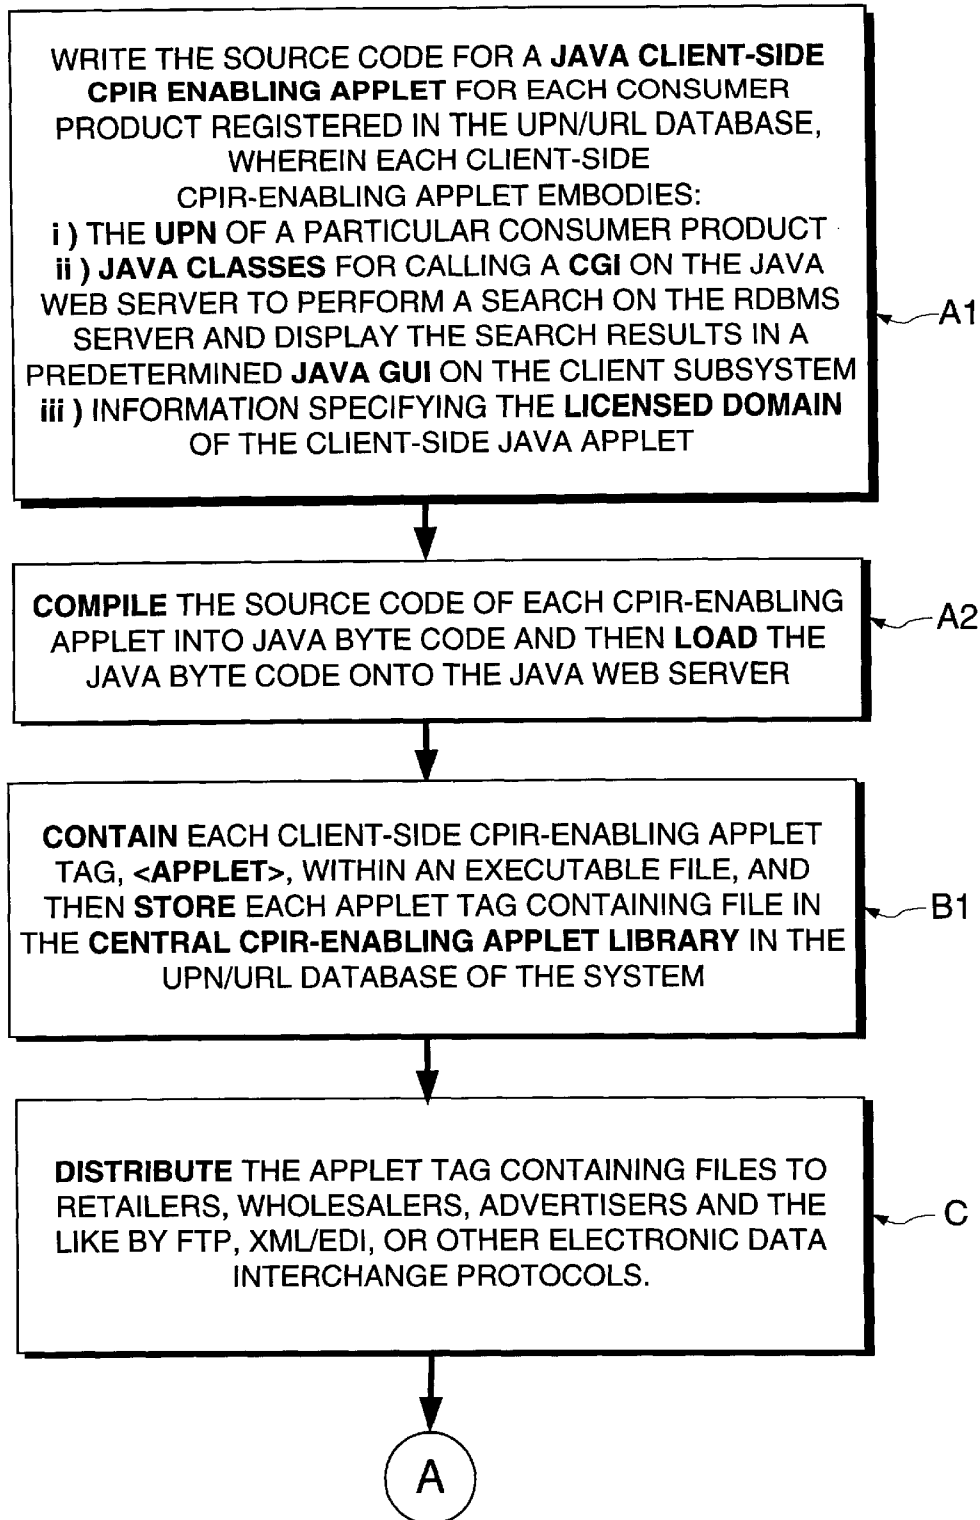 WRITE THE SOURCE CODE FOR A JAVA CLIENT-SIDE
CPIR ENABLING APPLET FOR EACH CONSUMER
PRODUCT REGISTERED IN THE UPN/URL DATABASE,
WHEREIN EACH CLIENT-SIDE
CPIR-ENABLING APPLET EMBODIES:
i ) THE UPN OF A PARTICULAR CONSUMER PRODUCT
ii ) JAVA CLASSES FOR CALLING A CGI ON THE JAVA
WEB SERVER TO PERFORM A SEARCH ON THE RDBMS
SERVER AND DISPLAY THE SEARCH RESULTS IN A
PREDETERMINED JAVA GUI ON THE CLIENT SUBSYSTEM
iii ) INFORMATION SPECIFYING THE LICENSED DOMAIN
OF THE CLIENT-SIDE JAVA APPLET
A1
COMPILE THE SOURCE CODE OF EACH CPIR-ENABLING
APPLET INTO JAVA BYTE CODE AND THEN LOAD THE
JAVA BYTE CODE ONTO THE JAVA WEB SERVER
A2
CONTAIN EACH CLIENT-SIDE CPIR-ENABLING APPLET
TAG, <APPLET>, WITHIN AN EXECUTABLE FILE, AND
THEN STORE EACH APPLET TAG CONTAINING FILE IN
THE CENTRAL CPIR-ENABLING APPLET LIBRARY IN THE
UPN/URL DATABASE OF THE SYSTEM
B1
DISTRIBUTE THE APPLET TAG CONTAINING FILES TO
RETAILERS, WHOLESALERS, ADVERTISERS AND THE
LIKE BY FTP, XML/EDI, OR OTHER ELECTRONIC DATA
INTERCHANGE PROTOCOLS.
C
A